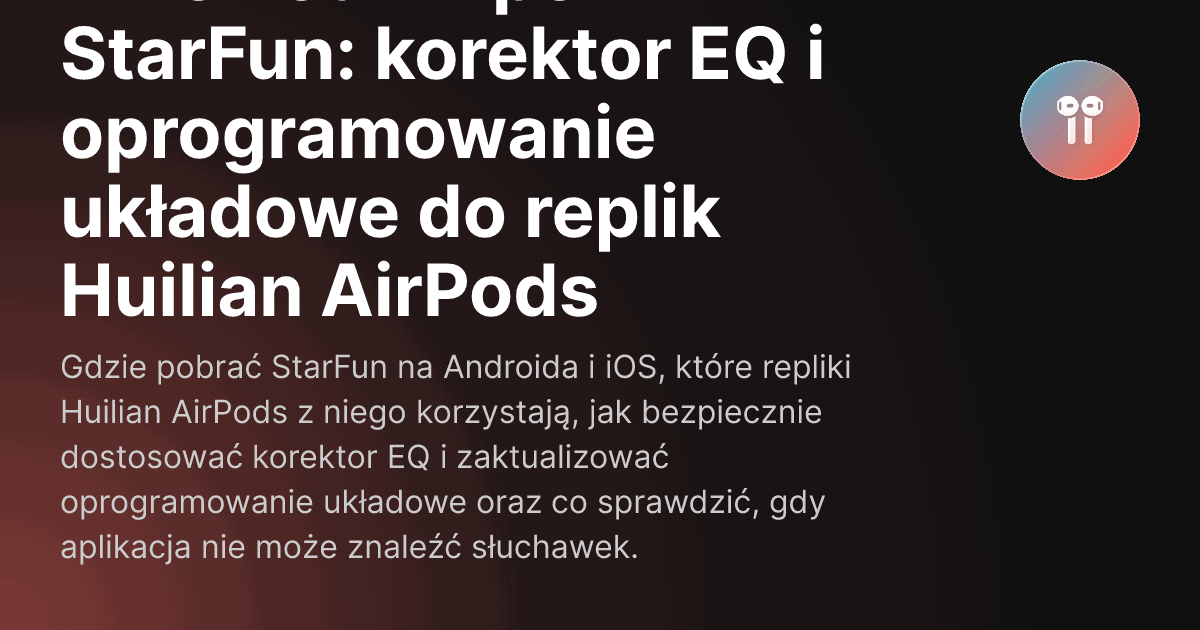 StarFun: korektor EQ i
oprogramowanie
układowe do replik
Huilian AirPods
Gdzie pobrać StarFun na Androida i iOS, które repliki
Huilian AirPods z niego korzystają, jak bezpiecznie
dostosować korektor EQ i zaktualizować
oprogramowanie układowe oraz co sprawdzić, gdy
aplikacja nie może znaleźć słuchawek.